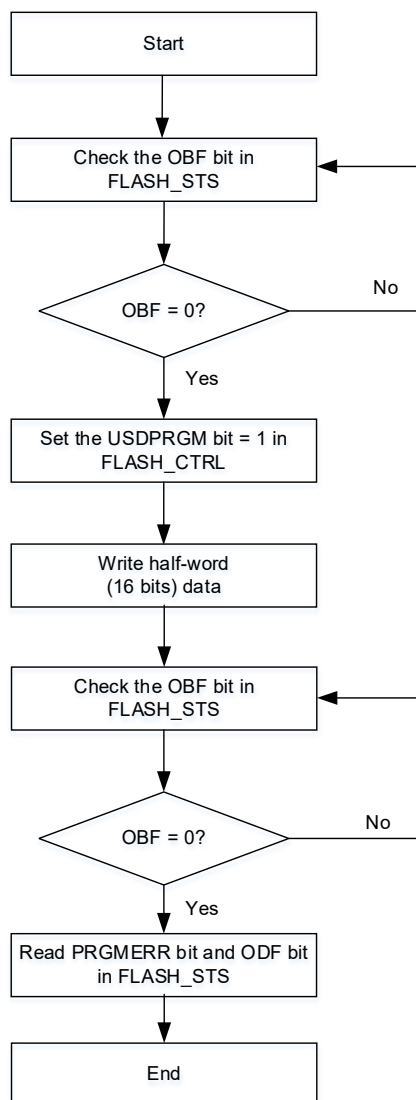 Start
Check the OBF bit in
FLASH_STS
OBF = 0?
No
Yes
Set the USDPRGM bit = 1 in
FLASH_CTRL
Write half-word
(16 bits) data
Check the OBF bit in
FLASH_STS
OBF = 0?
No
Yes
Read PRGMERR bit and ODF bit
in FLASH_STS
End